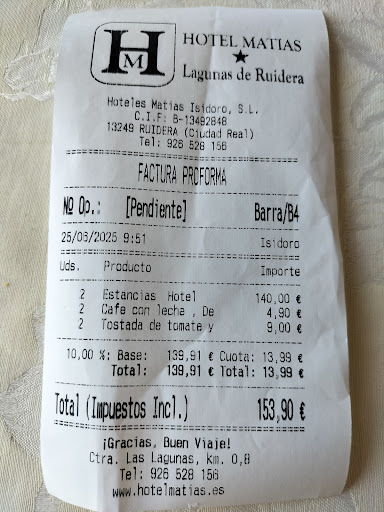 HM
HOTEL MATIAS
★
Lagunas de Ruidera
Hoteles Matias Isidoro, S.L.
C.I.F: B-13492848
13249 RUIDERA (Ciudad Real)
Tel: 926 528 156
FACTURA PROFORMA
Nº Op.: [Pendiente] Barra/B4
25/06/2025 9:51 Isidoro
Uds. Producto Importe
2 Estancias Hotel 140,00 €
2 Cafe con leche , De 4,90 €
2 Tostada de tomate y 9,00 €
10,00 %: Base: 139,91 € Cuota: 13,99 €
Total: 139,91 € Total: 13,99 €
Total (Impuestos Incl.) 153,90 €
¡Gracias, Buen Viaje!
Ctra. Las Lagunas, km. 0,8
Tel: 926 528 156
www.hotelmatias.es